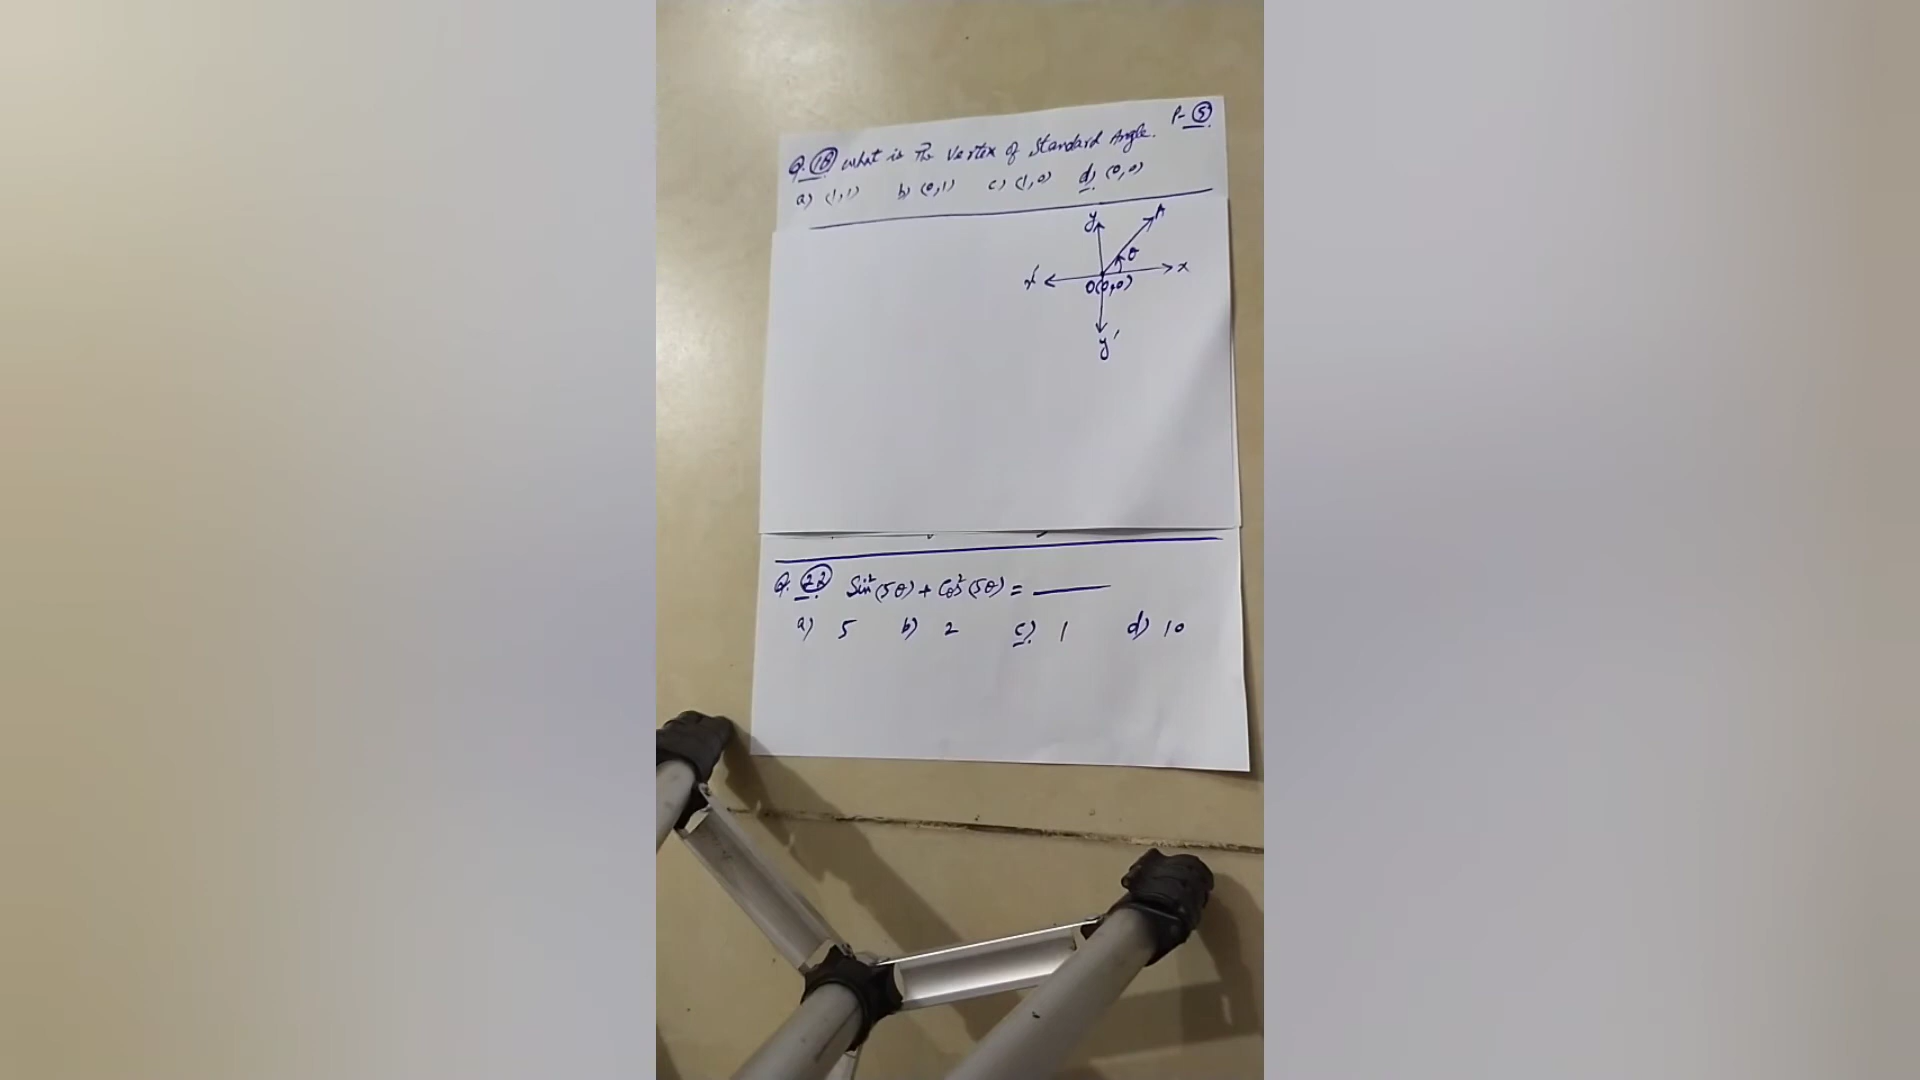 P-⑤
Q.⑱ what is The Vertex of Standard Angle.
a) (1,1) b) (0,1) c) (1,0) d) (0,0)
y A
θ
x' x
O(0,0)
y'
Q.㉒ Sin²(5θ) + Cos²(5θ) = ____
a) 5 b) 2 c) 1 d) 10